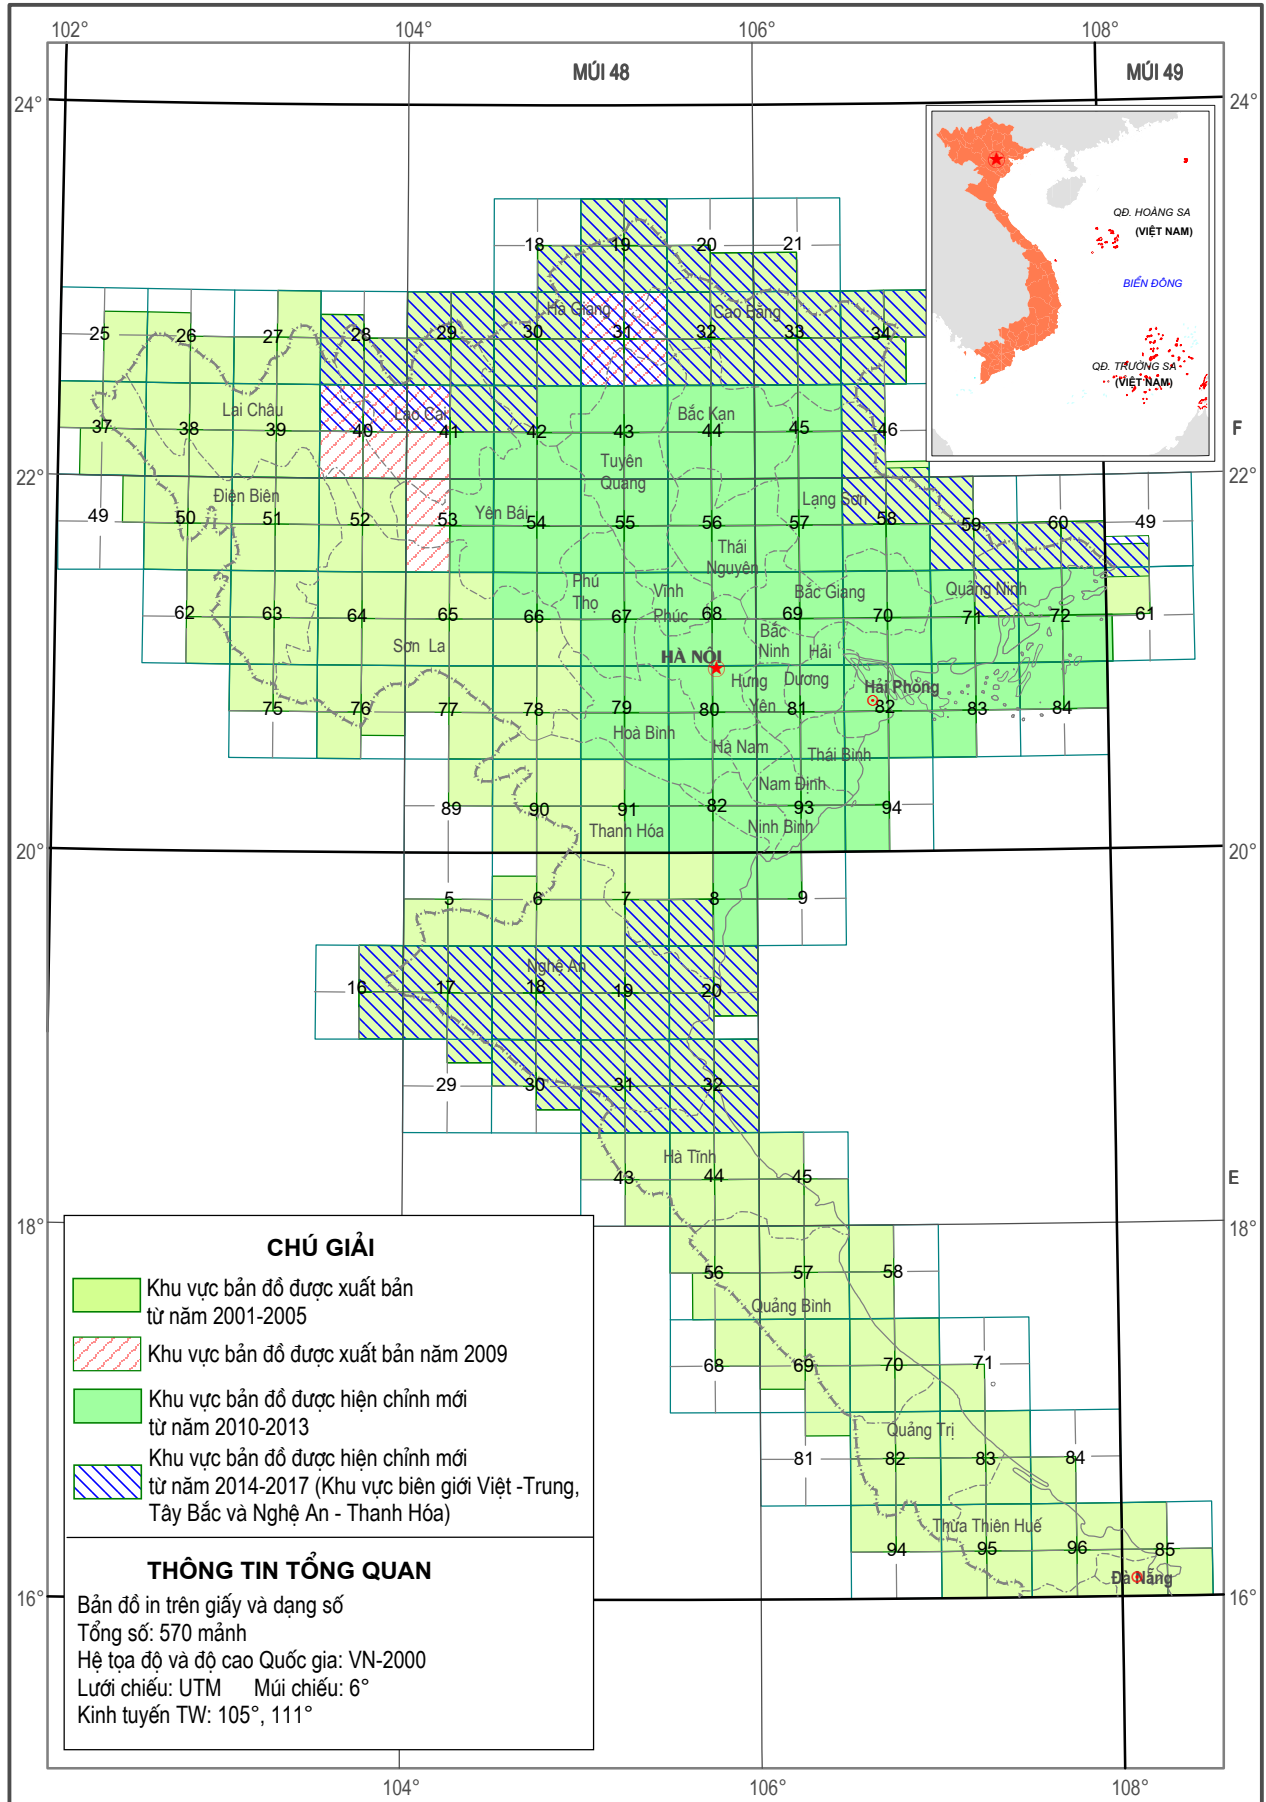 102° 104° 106° 108°
MÚI 48 MÚI 49
24° 24°
QĐ. HOÀNG SA
(VIỆT NAM)
BIỂN ĐÔNG
QĐ. TRƯỜNG SA
(VIỆT NAM)
18 19 20 21
Hà Giang Cao Bằng
25 26 27 28 29 30 31 32 33 34
Lai Châu Lào Cai Bắc Kạn
37 38 39 40 41 42 43 44 45 46
F
Tuyên
Quang
22° 22°
Điện Biên Yên Bái Lạng Sơn
49 50 51 52 53 54 55 56 57 58 59 60 49
H
Thái
Nguyên
Phú
Thọ
Vĩnh
Phúc
Bắc Giang
Quảng Ninh
62 63 64 65 66 67 68 69 70 71 72 61
Sơn La
Bắc
Ninh
Hải
Dương
HÀ NỘI
Hưng
Yên
Hải Phòng
75 76 77 78 79 80 81 82 83 84
Hoà Bình
Hà Nam
Thái Bình
Nam Định
89 90 91 82 93 94
Thanh Hóa
Ninh Bình
20° 20°
5 6 7 8 9
Nghệ An
16 17 18 19 20
29 30 31 32
Hà Tĩnh
43 44 45
E
18° 18°
56 57 58
Quảng Bình
68 69 70 71
Quảng Trị
81 82 83 84
Thừa Thiên Huế
94 95 96 85
Đà Nẵng
16° 16°
CHÚ GIẢI
Khu vực bản đồ được xuất bản
từ năm 2001-2005
Khu vực bản đồ được xuất bản năm 2009
Khu vực bản đồ được hiện chỉnh mới
từ năm 2010-2013
Khu vực bản đồ được hiện chỉnh mới
từ năm 2014-2017 (Khu vực biên giới Việt -Trung,
Tây Bắc và Nghệ An - Thanh Hóa)
THÔNG TIN TỔNG QUAN
Bản đồ in trên giấy và dạng số
Tổng số: 570 mảnh
Hệ tọa độ và độ cao Quốc gia: VN-2000
Lưới chiếu: UTM Múi chiếu: 6°
Kinh tuyến TW: 105°, 111°
104° 106° 108°